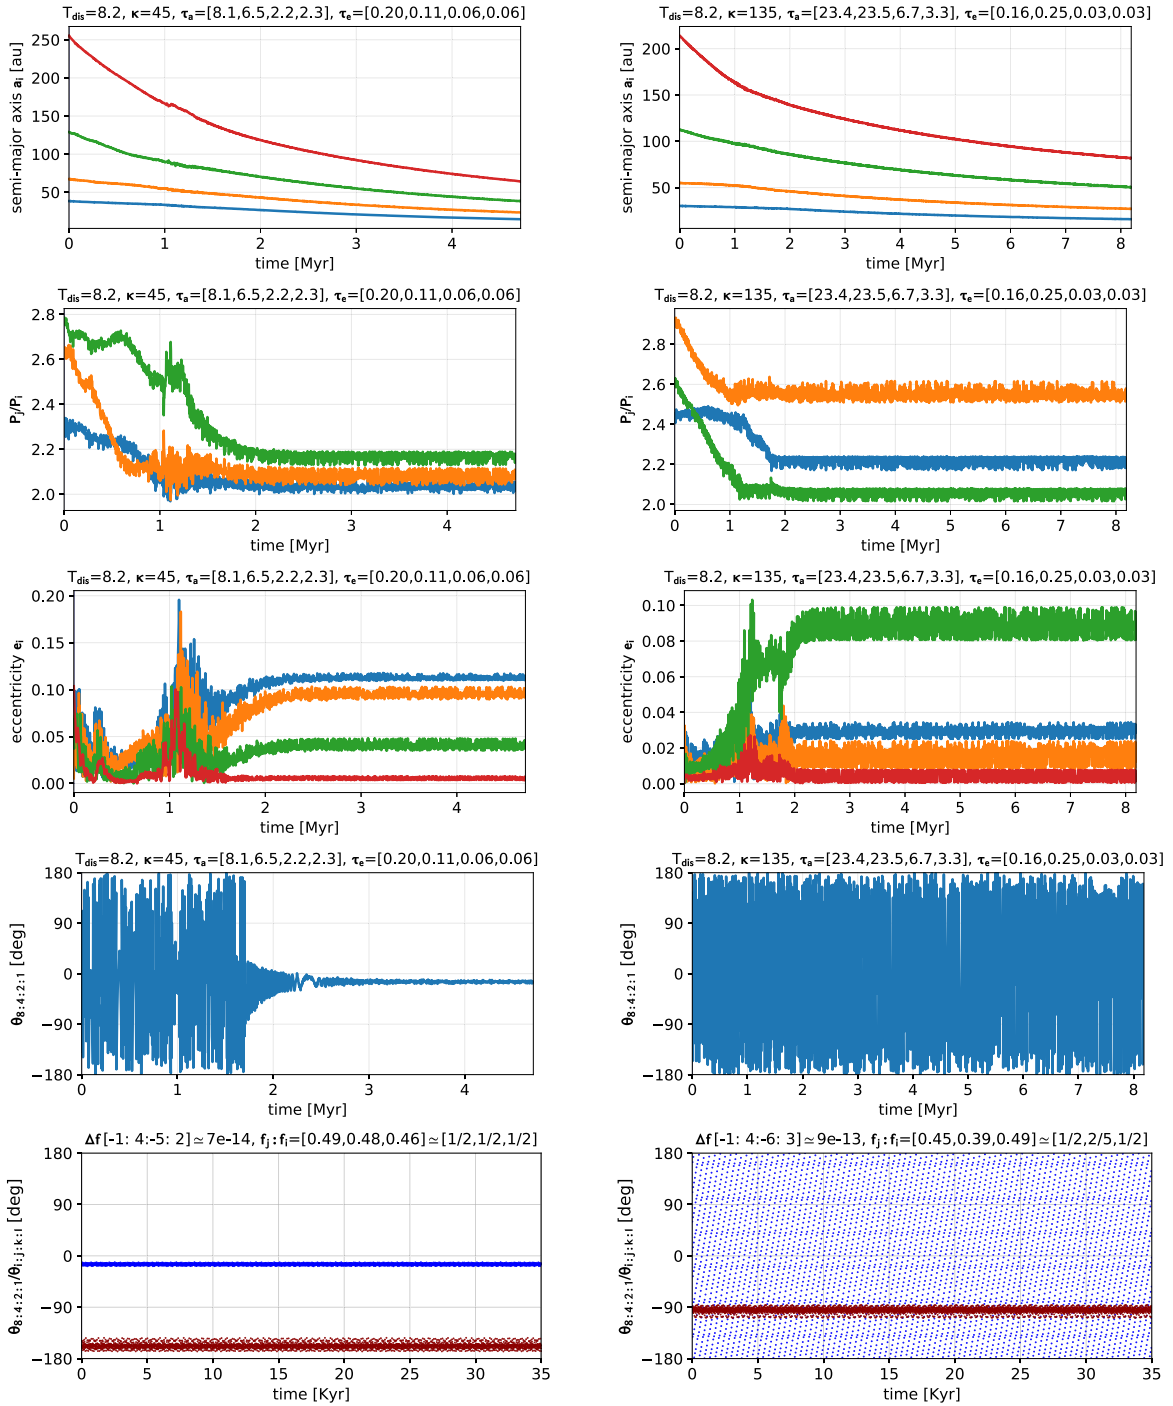 T_dis=8.2, κ=45, τ_a=[8.1,6.5,2.2,2.3], τ_e=[0.20,0.11,0.06,0.06]
semi-major axis a_i [au]
250
200
150
100
50
0 1 2 3 4
time [Myr]
T_dis=8.2, κ=135, τ_a=[23.4,23.5,6.7,3.3], τ_e=[0.16,0.25,0.03,0.03]
semi-major axis a_i [au]
200
150
100
50
0 1 2 3 4 5 6 7 8
time [Myr]
T_dis=8.2, κ=45, τ_a=[8.1,6.5,2.2,2.3], τ_e=[0.20,0.11,0.06,0.06]
P_j/P_i
2.8
2.6
2.4
2.2
2.0
0 1 2 3 4
time [Myr]
T_dis=8.2, κ=135, τ_a=[23.4,23.5,6.7,3.3], τ_e=[0.16,0.25,0.03,0.03]
P_j/P_i
2.8
2.6
2.4
2.2
2.0
0 1 2 3 4 5 6 7 8
time [Myr]
T_dis=8.2, κ=45, τ_a=[8.1,6.5,2.2,2.3], τ_e=[0.20,0.11,0.06,0.06]
eccentricity e_i
0.20
0.15
0.10
0.05
0.00
0 1 2 3 4
time [Myr]
T_dis=8.2, κ=135, τ_a=[23.4,23.5,6.7,3.3], τ_e=[0.16,0.25,0.03,0.03]
eccentricity e_i
0.10
0.08
0.06
0.04
0.02
0.00
0 1 2 3 4 5 6 7 8
time [Myr]
T_dis=8.2, κ=45, τ_a=[8.1,6.5,2.2,2.3], τ_e=[0.20,0.11,0.06,0.06]
θ_8:4:2:1 [deg]
180
90
0
−90
−180
0 1 2 3 4
time [Myr]
T_dis=8.2, κ=135, τ_a=[23.4,23.5,6.7,3.3], τ_e=[0.16,0.25,0.03,0.03]
θ_8:4:2:1 [deg]
180
90
0
−90
−180
0 1 2 3 4 5 6 7 8
time [Myr]
Δf [-1: 4:-5: 2]≃7e-14, f_j:f_i=[0.49,0.48,0.46]≃[1/2,1/2,1/2]
θ_8:4:2:1/θ_i:j:k:l [deg]
180
90
0
−90
−180
0 5 10 15 20 25 30 35
time [Kyr]
Δf [-1: 4:-6: 3]≃9e-13, f_j:f_i=[0.45,0.39,0.49]≃[1/2,2/5,1/2]
θ_8:4:2:1/θ_i:j:k:l [deg]
180
90
0
−90
−180
0 5 10 15 20 25 30 35
time [Kyr]